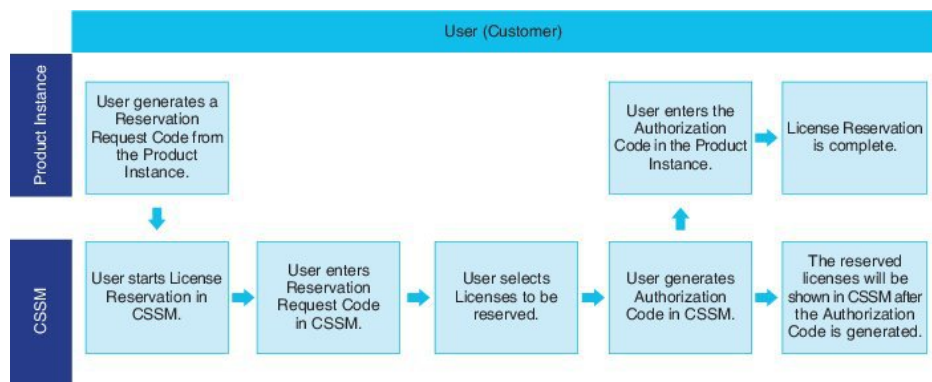 User (Customer)
Product Instance
User generates a
Reservation
Request Code from
the Product
Instance.
User enters the
Authorization
Code in the Product
Instance.
License Reservation
is complete.
CSSM
User starts License
Reservation in
CSSM.
User enters
Reservation
Request Code
in CSSM.
User selects
Licenses to be
reserved.
User generates
Authorization
Code in CSSM.
The reserved
licenses will be
shown in CSSM after
the Authorization
Code is generated.